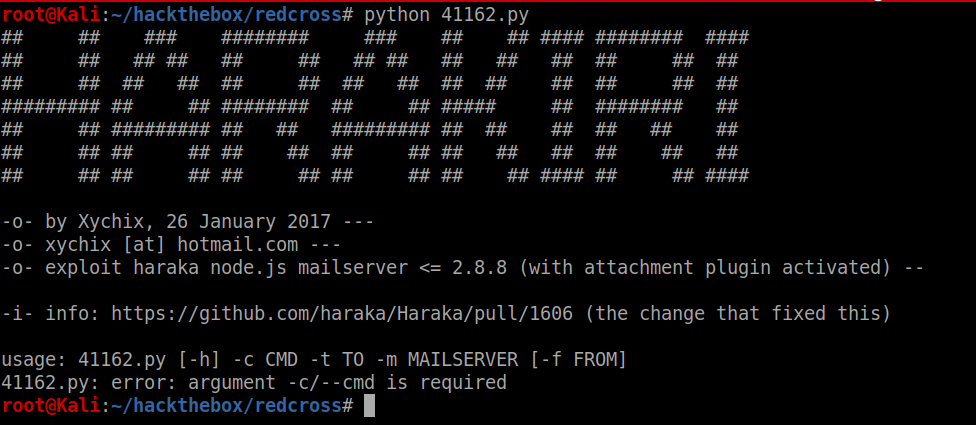 root@Kali:~/hackthebox/redcross# python 41162.py
##     ##    ###    ########     ###    ##    ## #### ########  ####
##     ##   ## ##   ##     ##   ## ##   ##   ##   ##  ##     ##  ##
##     ##  ##   ##  ##     ##  ##   ##  ##  ##    ##  ##     ##  ##
######### ##     ## ########  ##     ## #####     ##  ########   ##
##     ## ######### ##   ##   ######### ##  ##    ##  ##   ##    ##
##     ## ##     ## ##    ##  ##     ## ##   ##   ##  ##    ##   ##
##     ## ##     ## ##     ## ##     ## ##    ## #### ##     ## ####
-o- by Xychix, 26 January 2017 ---
-o- xychix [at] hotmail.com ---
-o- exploit haraka node.js mailserver <= 2.8.8 (with attachment plugin activated) --
-i- info: https://github.com/haraka/Haraka/pull/1606 (the change that fixed this)
usage: 41162.py [-h] -c CMD -t TO -m MAILSERVER [-f FROM]
41162.py: error: argument -c/--cmd is required
root@Kali:~/hackthebox/redcross#